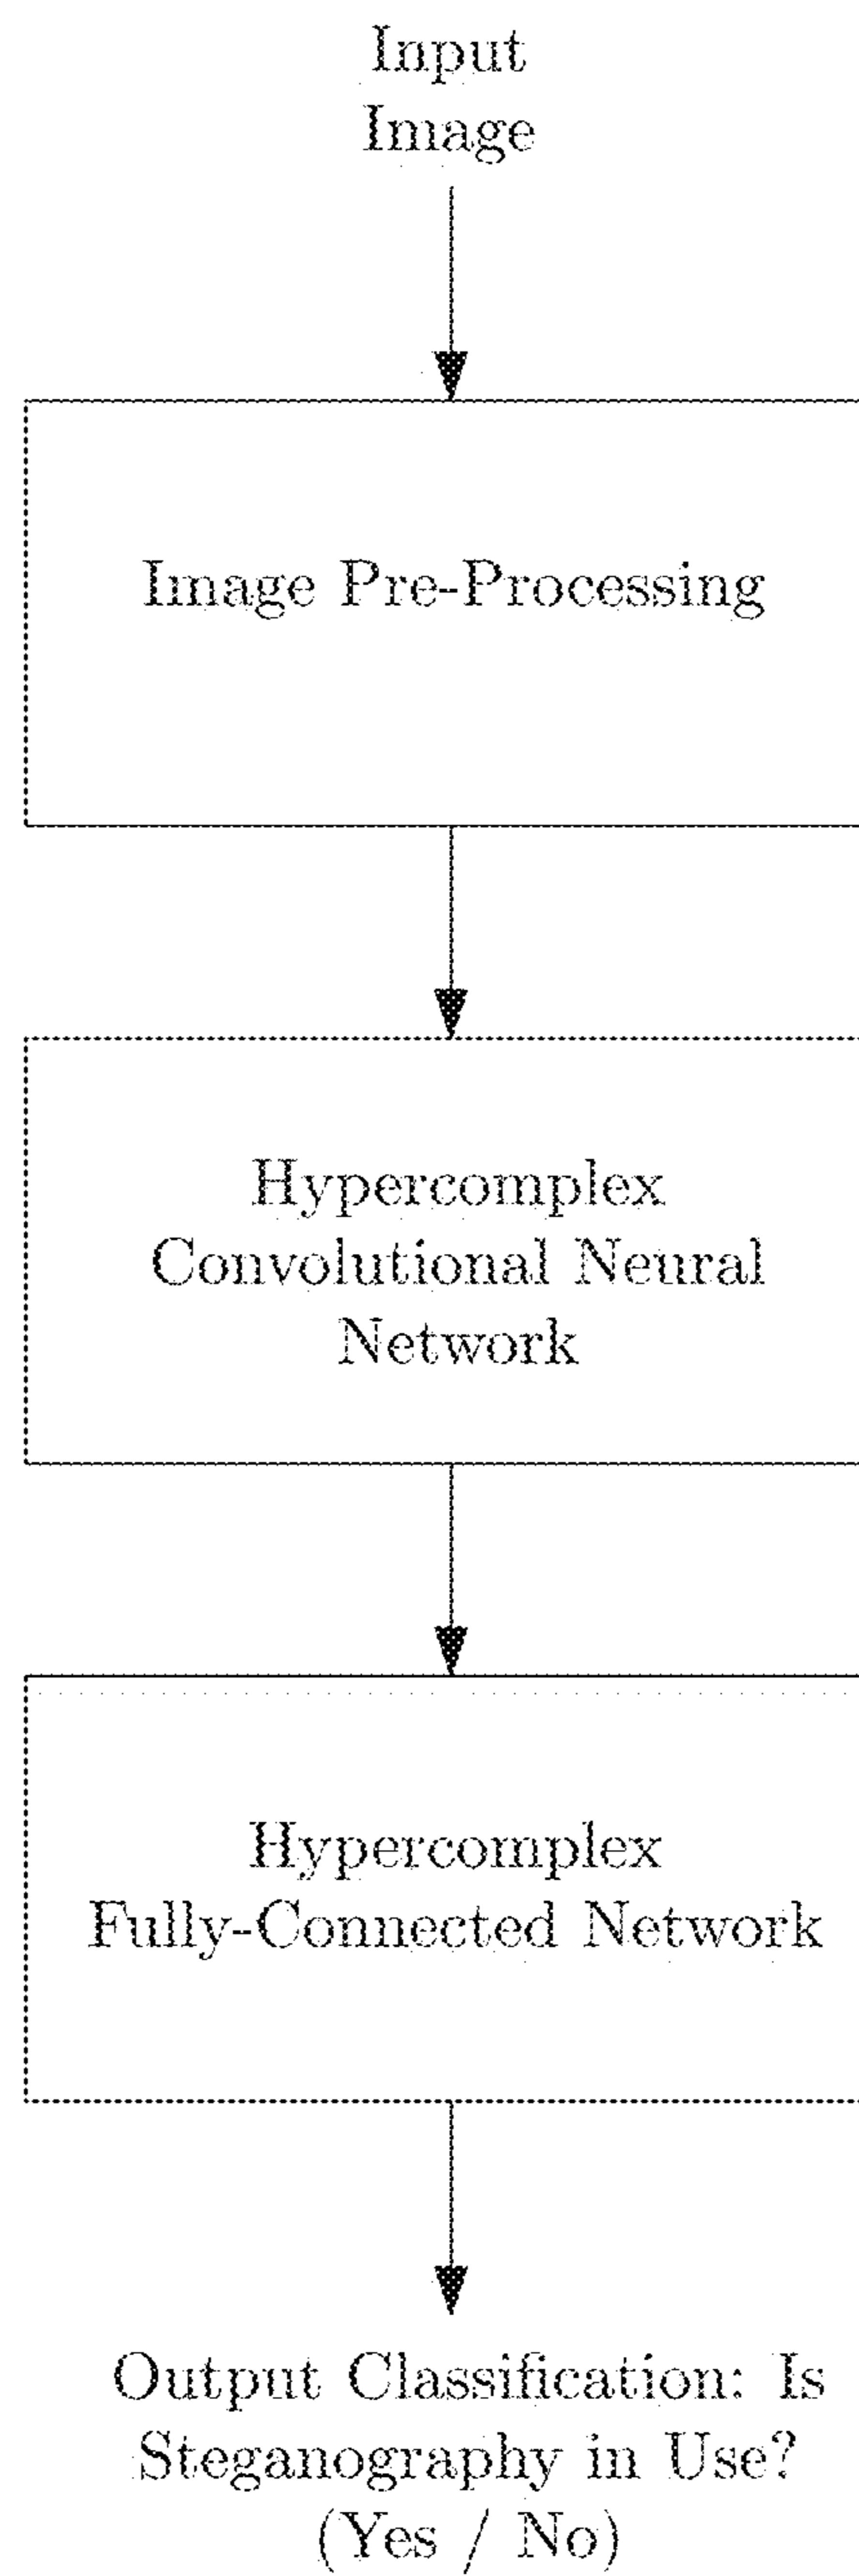 Input
Image
Image Pre-Processing
Hypercomplex
Convolutional Neural
Network
Hypercomplex
Fully-Connected Network
Output Classification: Is
Steganography in Use?
(Yes / No)